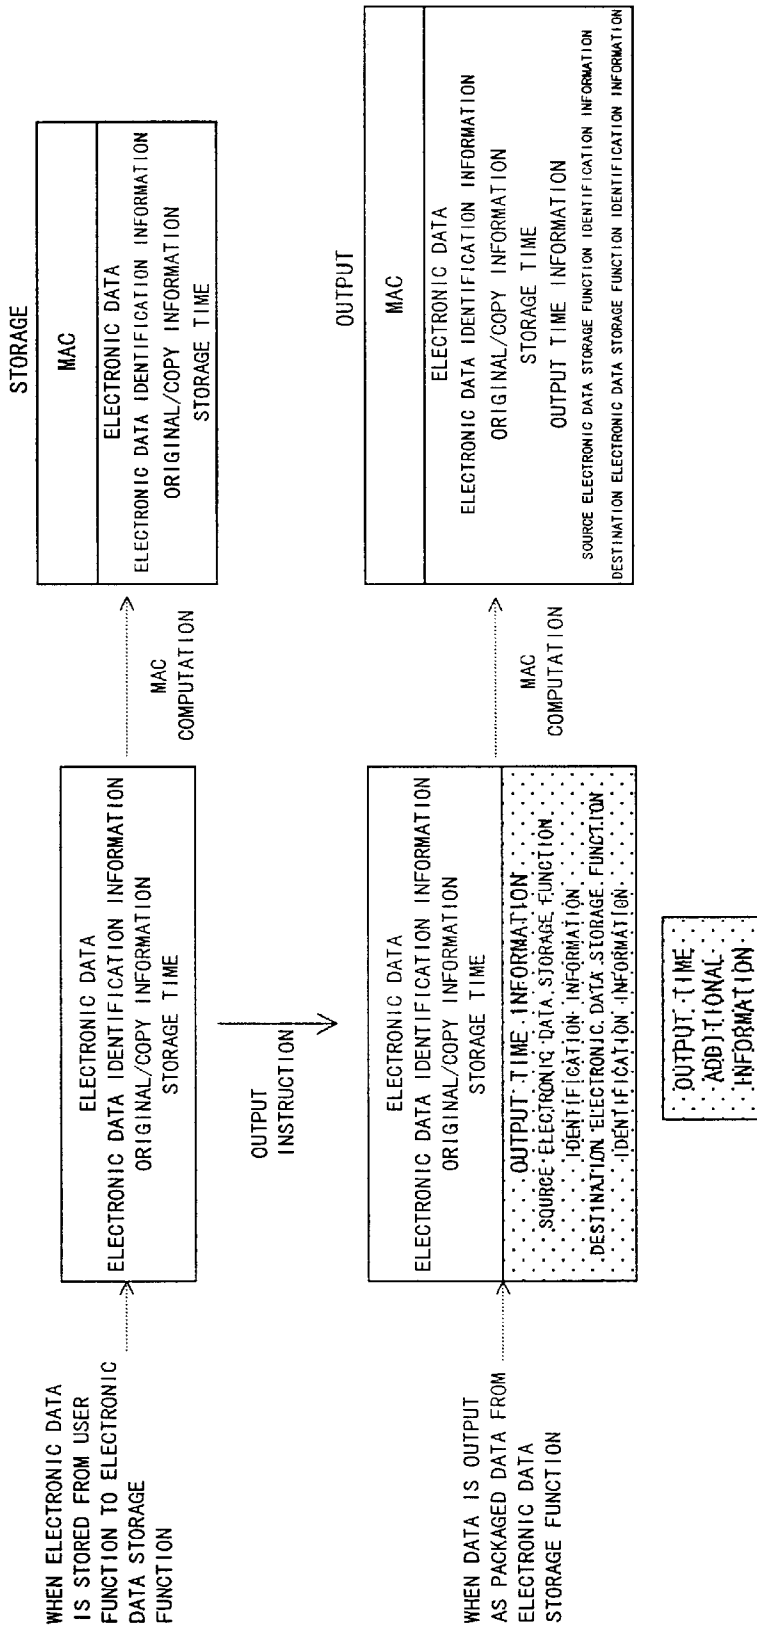 WHEN ELECTRONIC DATA
IS STORED FROM USER
FUNCTION TO ELECTRONIC
DATA STORAGE
FUNCTION
ELECTRONIC DATA
ELECTRONIC DATA IDENTIFICATION INFORMATION
ORIGINAL/COPY INFORMATION
STORAGE TIME
MAC
COMPUTATION
STORAGE
MAC
ELECTRONIC DATA
ELECTRONIC DATA IDENTIFICATION INFORMATION
ORIGINAL/COPY INFORMATION
STORAGE TIME
OUTPUT
INSTRUCTION
WHEN DATA IS OUTPUT
AS PACKAGED DATA FROM
ELECTRONIC DATA
STORAGE FUNCTION
ELECTRONIC DATA
ELECTRONIC DATA IDENTIFICATION INFORMATION
ORIGINAL/COPY INFORMATION
STORAGE TIME
OUTPUT TIME INFORMATION
SOURCE ELECTRONIC DATA STORAGE FUNCTION
IDENTIFICATION INFORMATION
DESTINATION ELECTRONIC DATA STORAGE FUNCTION
IDENTIFICATION INFORMATION
MAC
COMPUTATION
OUTPUT
MAC
ELECTRONIC DATA
ELECTRONIC DATA IDENTIFICATION INFORMATION
ORIGINAL/COPY INFORMATION
STORAGE TIME
OUTPUT TIME INFORMATION
SOURCE ELECTRONIC DATA STORAGE FUNCTION IDENTIFICATION INFORMATION
DESTINATION ELECTRONIC DATA STORAGE FUNCTION IDENTIFICATION INFORMATION
OUTPUT TIME
ADDITIONAL
INFORMATION